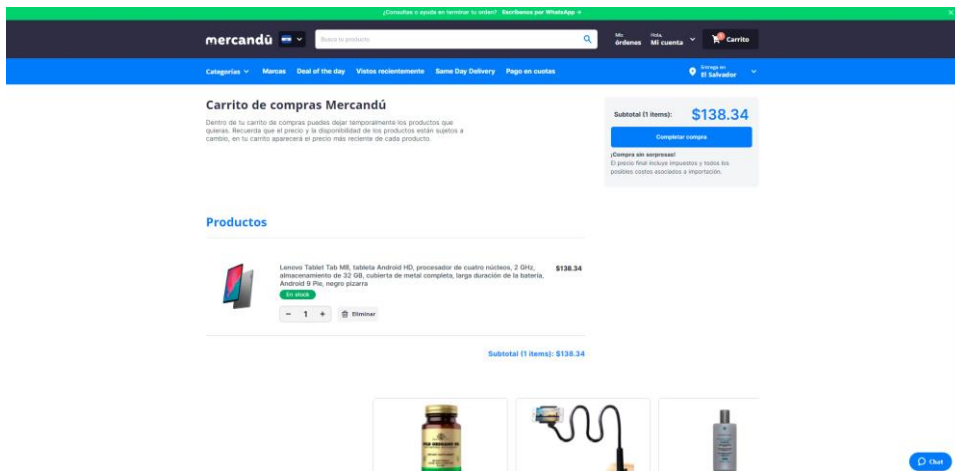 ¿Consultas o ayuda en terminar tu orden? Escríbenos por WhatsApp →
×
mercandū
Busca tu producto
Mis
órdenes
Hola,
Mi cuenta
Carrito
Categorías
Marcas
Deal of the day
Vistos recientemente
Same Day Delivery
Pago en cuotas
Entrega en
El Salvador
Carrito de compras Mercandú
Dentro de tu carrito de compras puedes dejar temporalmente los productos que
quieras. Recuerda que el precio y la disponibilidad de los productos están sujetos a
cambio, en tu carrito aparecerá el precio más reciente de cada producto.
Subtotal (1 items): $138.34
Completar compra
¡Compra sin sorpresas!
El precio final incluye impuestos y todos los
posibles costos asociados a importación.
Productos
Lenovo Tablet Tab M8, tableta Android HD, procesador de cuatro núcleos, 2 GHz,
almacenamiento de 32 GB, cubierta de metal completa, larga duración de la batería,
Android 9 Pie, negro pizarra
$138.34
En stock
− 1 +
Eliminar
Subtotal (1 items): $138.34
Chat